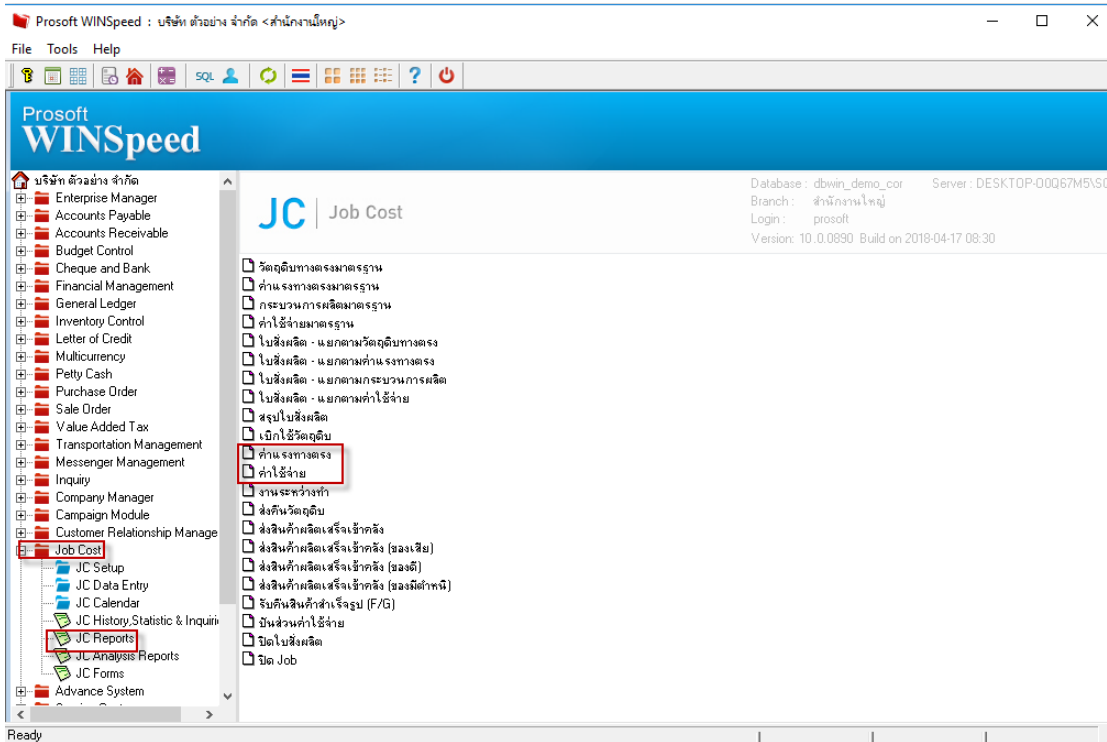 Prosoft WINSpeed : บริษัท ตัวอย่าง จำกัด <สำนักงานใหญ่>
File Tools Help
SQL
Prosoft
WINSpeed
บริษัท ตัวอย่าง จำกัด
Enterprise Manager
Accounts Payable
Accounts Receivable
Budget Control
Cheque and Bank
Financial Management
General Ledger
Inventory Control
Letter of Credit
Multicurrency
Petty Cash
Purchase Order
Sale Order
Value Added Tax
Transportation Management
Messenger Management
Inquiry
Company Manager
Campaign Module
Customer Relationship Manage
Job Cost
JC Setup
JC Data Entry
JC Calendar
JC History,Statistic & Inquirie
JC Reports
JC Analysis Reports
JC Forms
Advance System
JC Job Cost
Database : dbwin_demo_cor Server : DESKTOP-O0Q67M5\SQ
Branch : สำนักงานใหญ่
Login : prosoft
Version: 10.0.0890 Build on 2018-04-17 08:30
วัตถุดิบทางตรงมาตรฐาน
ค่าแรงทางตรงมาตรฐาน
กระบวนการผลิตมาตรฐาน
ค่าใช้จ่ายมาตรฐาน
ใบสั่งผลิต - แยกตามวัตถุดิบทางตรง
ใบสั่งผลิต - แยกตามค่าแรงทางตรง
ใบสั่งผลิต - แยกตามกระบวนการผลิต
ใบสั่งผลิต - แยกตามค่าใช้จ่าย
สรุปใบสั่งผลิต
เบิกใช้วัตถุดิบ
ค่าแรงทางตรง
ค่าใช้จ่าย
งานระหว่างทำ
ส่งคืนวัตถุดิบ
ส่งสินค้าผลิตเสร็จเข้าคลัง
ส่งสินค้าผลิตเสร็จเข้าคลัง (ของเสีย)
ส่งสินค้าผลิตเสร็จเข้าคลัง (ของดี)
ส่งสินค้าผลิตเสร็จเข้าคลัง (ของมีตำหนิ)
รับคืนสินค้าสำเร็จรูป (F/G)
ปันส่วนค่าใช้จ่าย
ปิดใบสั่งผลิต
ปิด Job
Ready